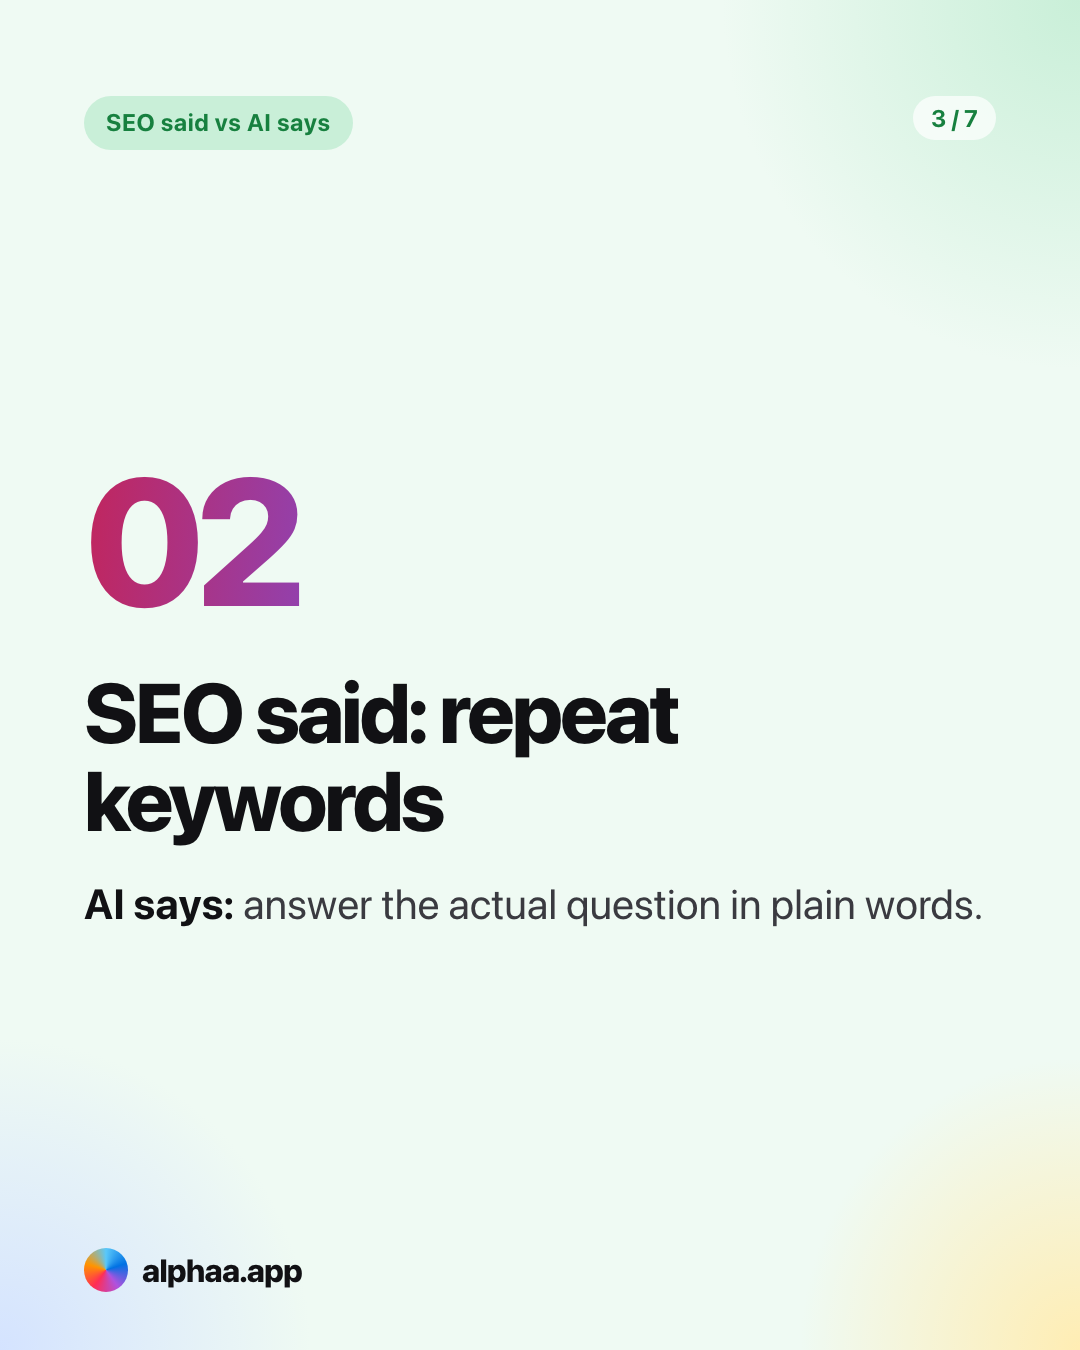 SEO said vs AI says
3 / 7
02
SEO said: repeat
keywords
AI says: answer the actual question in plain words.
alphaa.app